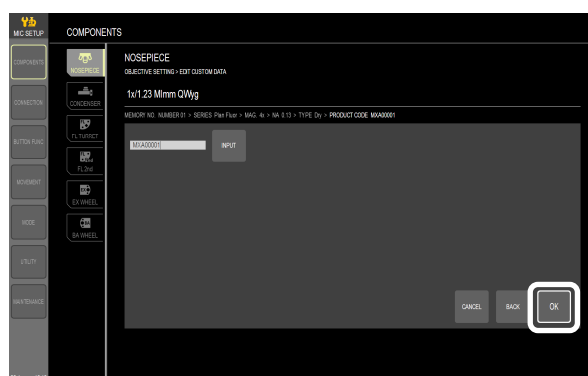 MIC SETUP
COMPONENTS
COMPONENTS
CONNECTION
BUTTON FUNC
MOVEMENT
MODE
UTILITY
MAINTENANCE
NOSEPIECE
CONDENSER
FL TURRET
FL 2nd
EX WHEEL
BA WHEEL
NOSEPIECE
OBJECTIVE SETTING > EDIT CUSTOM DATA
1x/1.23 MImm QWyg
MEMORY NO. NUMBER 01 > SERIES Plan Fluor > MAG. 4x > NA 0.13 > TYPE Dry > PRODUCT CODE MXA00001
MXA00001
INPUT
CANCEL
BACK
OK